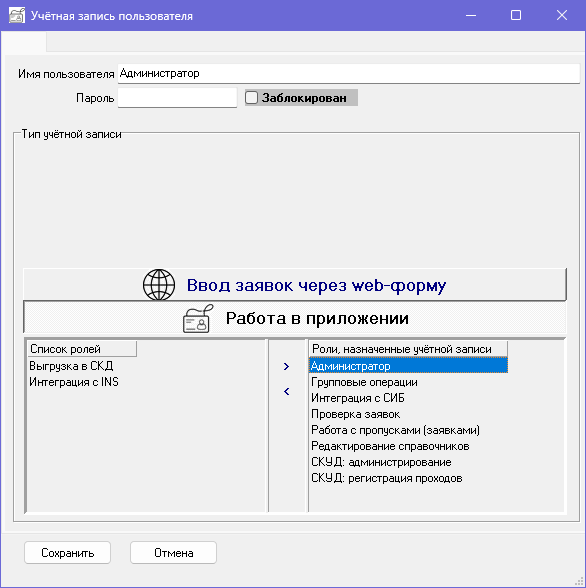 Учётная запись пользователя
Имя пользователя Администратор
Пароль Заблокирован
Тип учётной записи
Ввод заявок через web-форму
Работа в приложении
Список ролей
Выгрузка в СКД
Интеграция с INS
>
<
Роли, назначенные учётной записи
Администратор
Групповые операции
Интеграция с СИБ
Проверка заявок
Работа с пропусками (заявками)
Редактирование справочников
СКУД: администрирование
СКУД: регистрация проходов
Сохранить Отмена